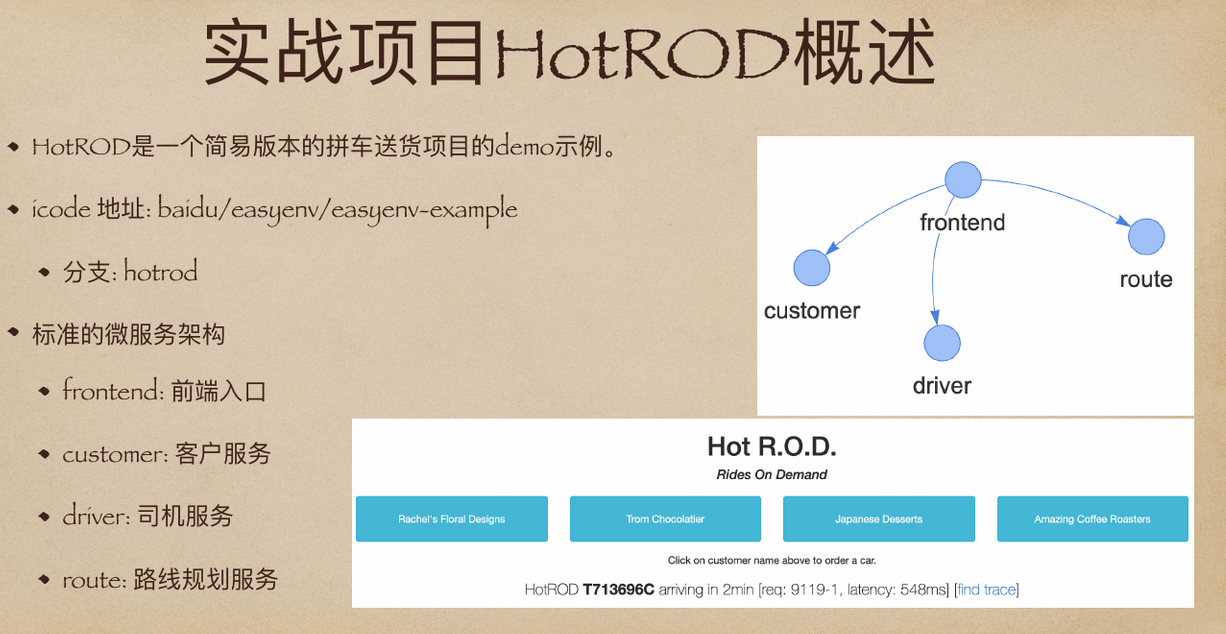 实战项目HotROD概述
HotROD是一个简易版本的拼车送货项目的demo示例。
icode 地址: baidu/easyenv/easyenv-example
分支: hotrod
标准的微服务架构
frontend: 前端入口
customer: 客户服务
driver: 司机服务
route: 路线规划服务
frontend
route
customer
driver
Hot R.O.D.
Rides On Demand
Rachel's Floral Designs
Trom Chocolatier
Japanese Desserts
Amazing Coffee Roasters
Click on customer name above to order a car.
HotROD T713696C arriving in 2min [req: 9119-1, latency: 548ms] [find trace]